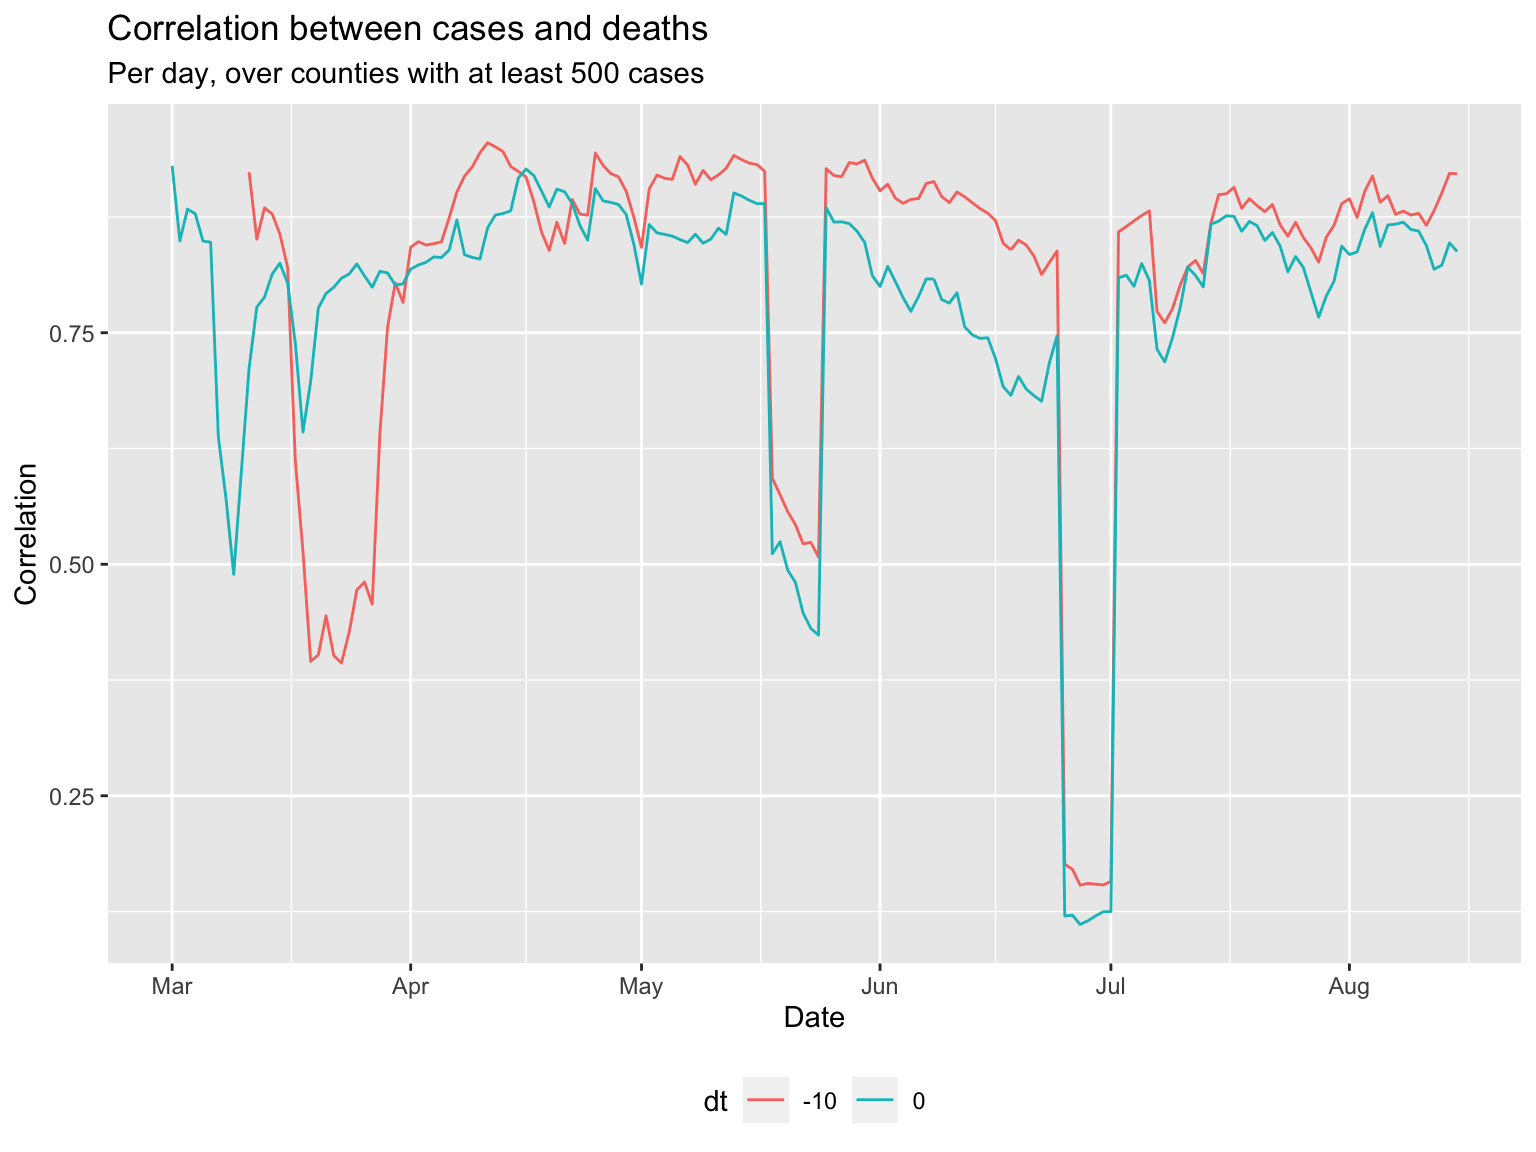 Correlation between cases and deaths
Per day, over counties with at least 500 cases
Correlation
0.75
0.50
0.25
Mar Apr May Jun Jul Aug
Date
dt -10 0